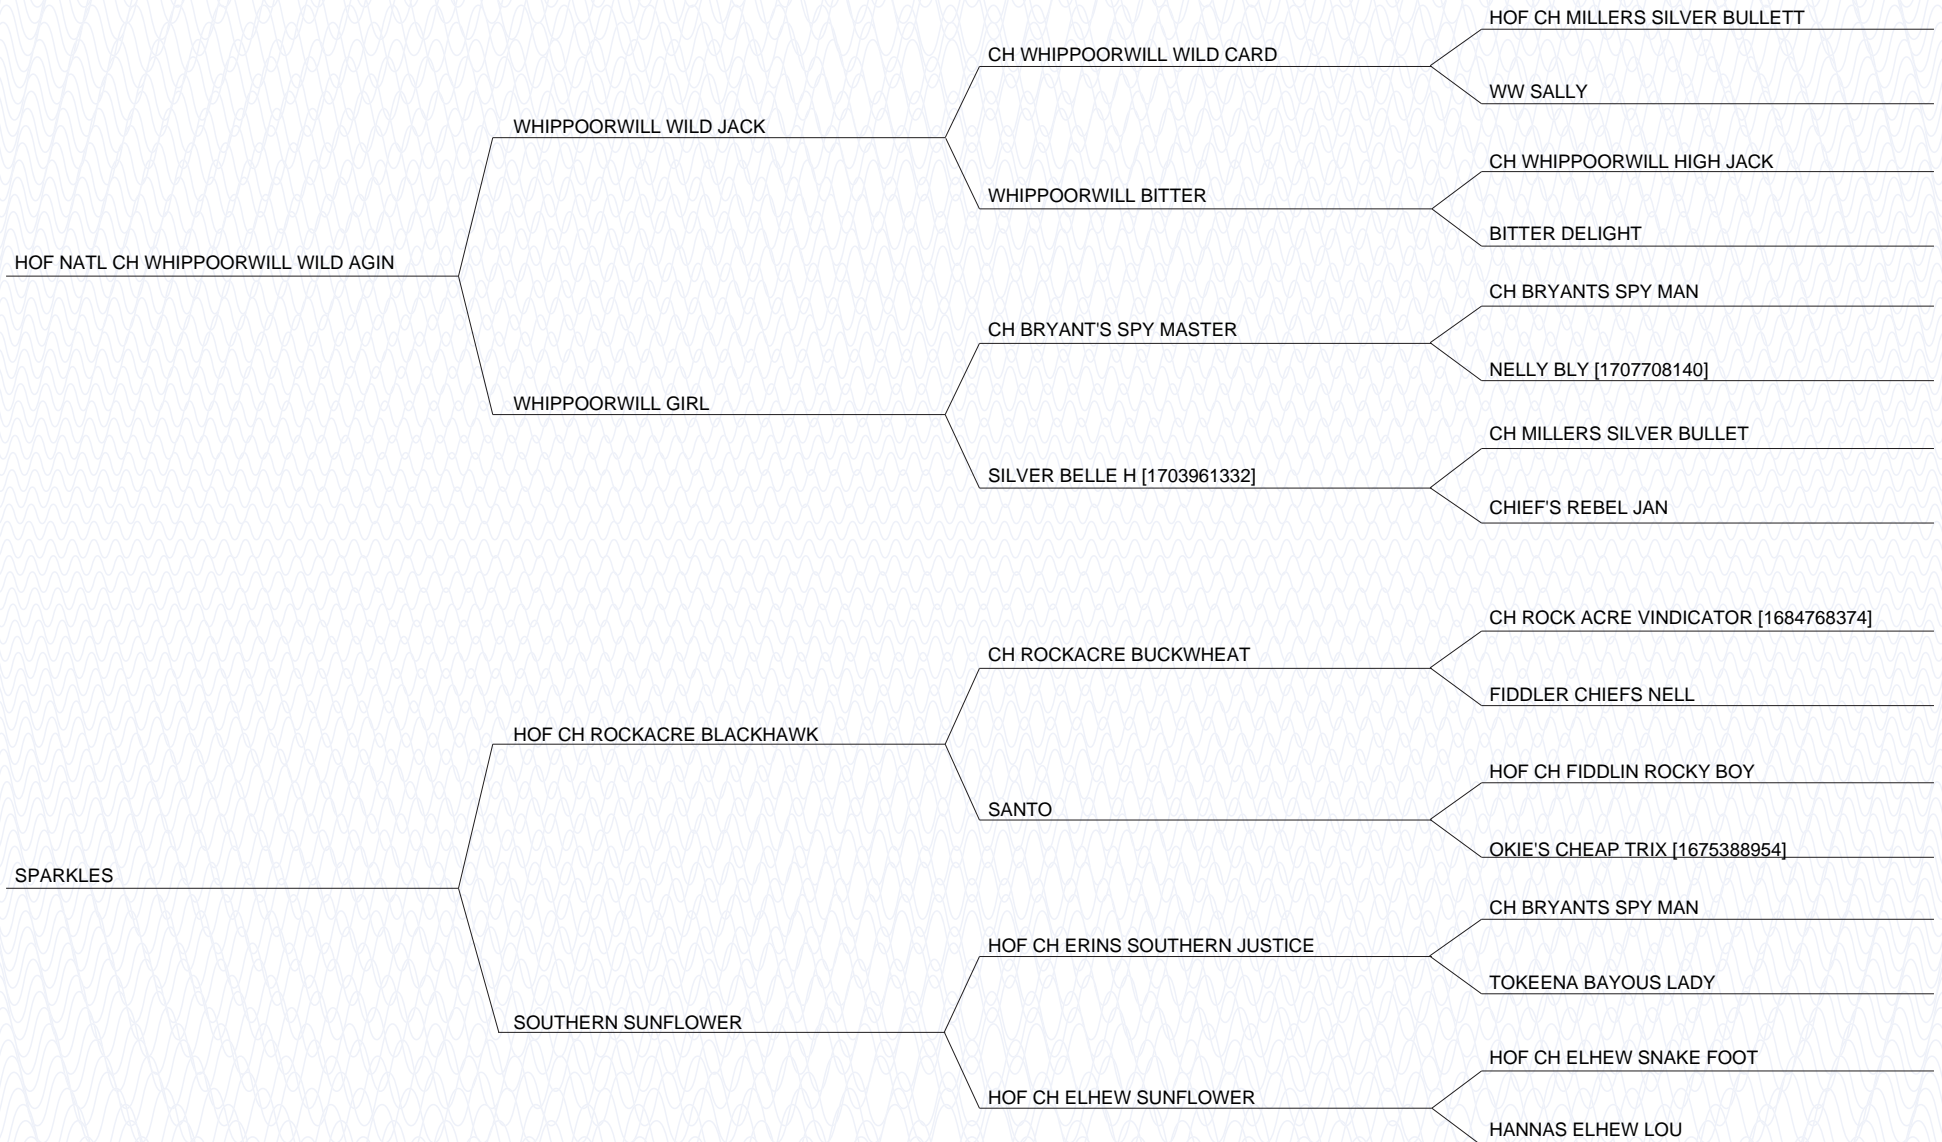 HOF CH MILLERS SILVER BULLETT
CH WHIPPOORWILL WILD CARD
WW SALLY
WHIPPOORWILL WILD JACK
CH WHIPPOORWILL HIGH JACK
WHIPPOORWILL BITTER
BITTER DELIGHT
HOF NATL CH WHIPPOORWILL WILD AGIN
CH BRYANTS SPY MAN
CH BRYANT'S SPY MASTER
NELLY BLY [1707708140]
WHIPPOORWILL GIRL
CH MILLERS SILVER BULLET
SILVER BELLE H [1703961332]
CHIEF'S REBEL JAN
CH ROCK ACRE VINDICATOR [1684768374]
CH ROCKACRE BUCKWHEAT
FIDDLER CHIEFS NELL
HOF CH ROCKACRE BLACKHAWK
HOF CH FIDDLIN ROCKY BOY
SANTO
OKIE'S CHEAP TRIX [1675388954]
SPARKLES
CH BRYANTS SPY MAN
HOF CH ERINS SOUTHERN JUSTICE
TOKEENA BAYOUS LADY
SOUTHERN SUNFLOWER
HOF CH ELHEW SNAKE FOOT
HOF CH ELHEW SUNFLOWER
HANNAS ELHEW LOU